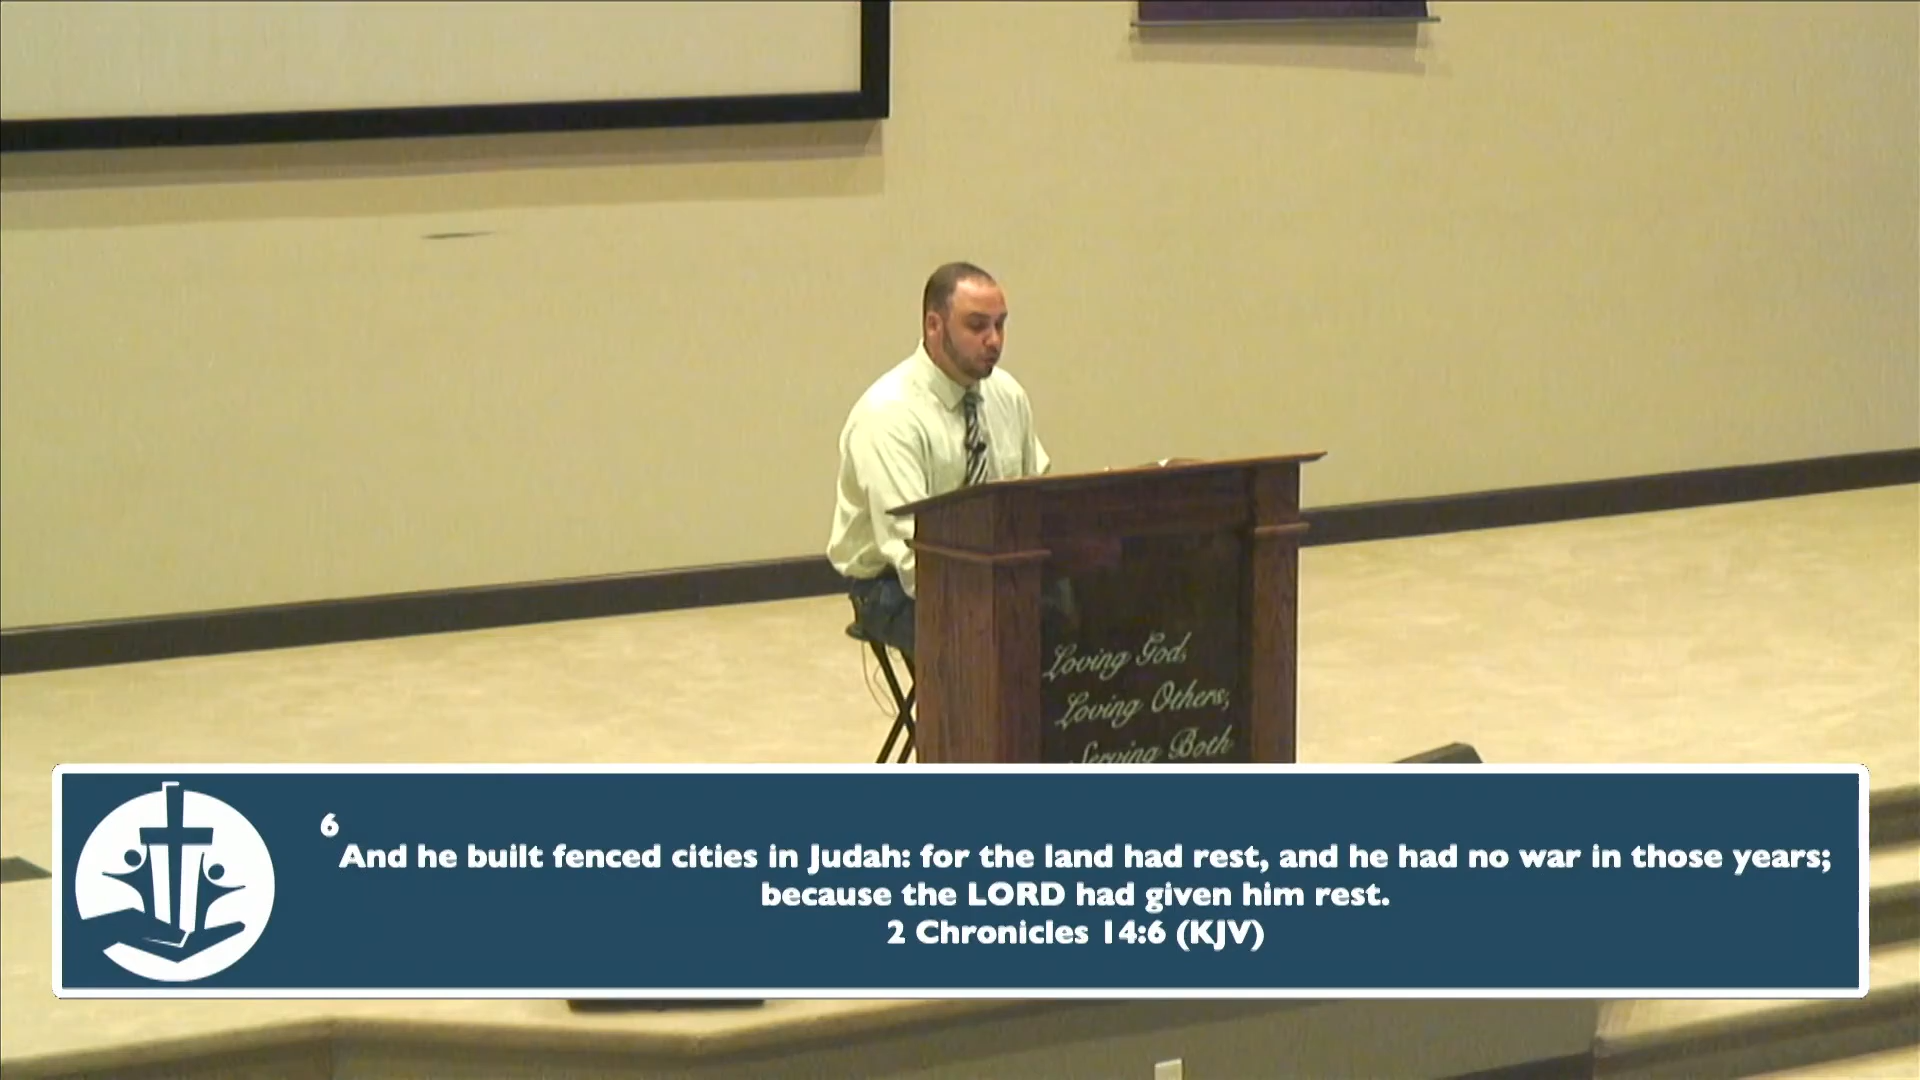 Loving God,
Loving Others,
Serving Both
6
And he built fenced cities in Judah: for the land had rest, and he had no war in those years;
because the LORD had given him rest.
2 Chronicles 14:6 (KJV)